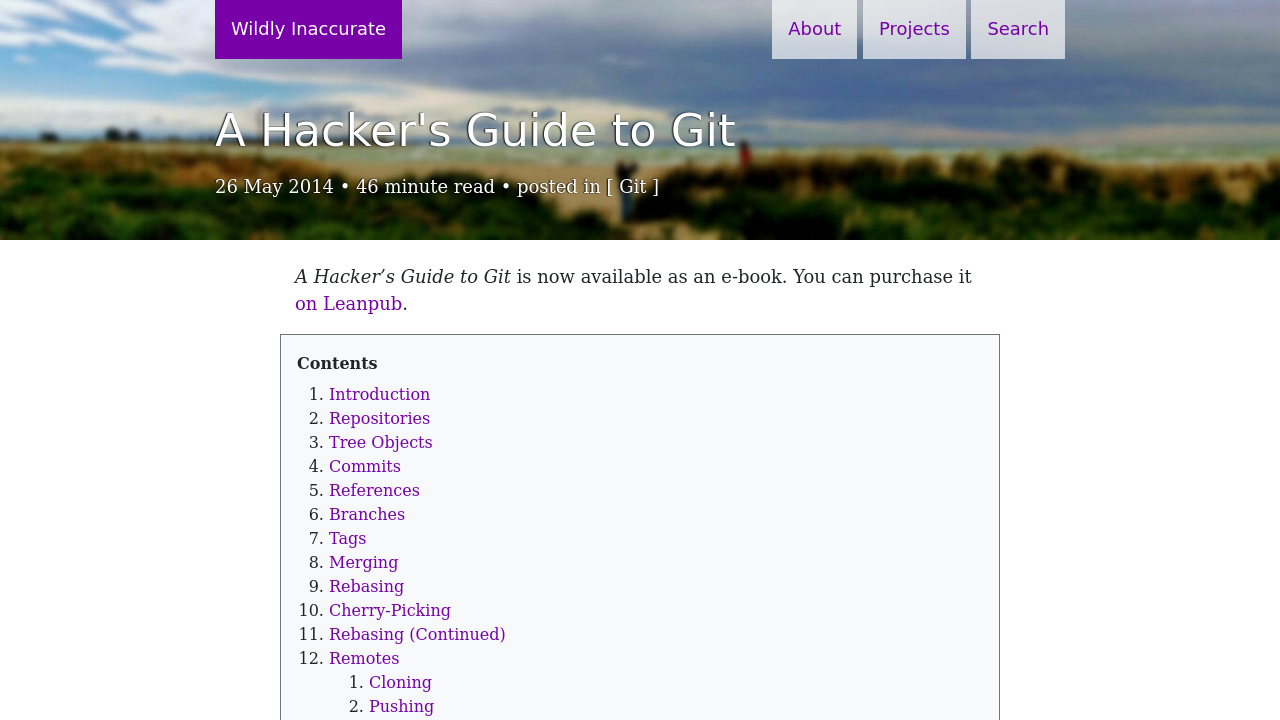 Wildly Inaccurate
About
Projects
Search
A Hacker's Guide to Git
26 May 2014 • 46 minute read • posted in [ Git ]
A Hacker’s Guide to Git is now available as an e-book. You can purchase it
on Leanpub.
Contents
1. Introduction
2. Repositories
3. Tree Objects
4. Commits
5. References
6. Branches
7. Tags
8. Merging
9. Rebasing
10. Cherry-Picking
11. Rebasing (Continued)
12. Remotes
1. Cloning
2. Pushing